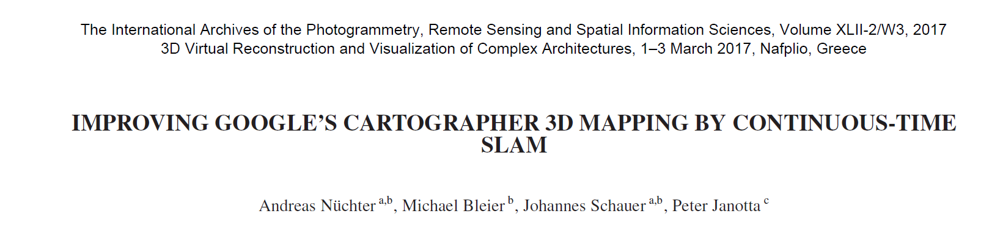 The International Archives of the Photogrammetry, Remote Sensing and Spatial Information Sciences, Volume XLII-2/W3, 2017
3D Virtual Reconstruction and Visualization of Complex Architectures, 1–3 March 2017, Nafplio, Greece
IMPROVING GOOGLE’S CARTOGRAPHER 3D MAPPING BY CONTINUOUS-TIME
SLAM
Andreas Nüchter a,b, Michael Bleier b, Johannes Schauer a,b, Peter Janotta c